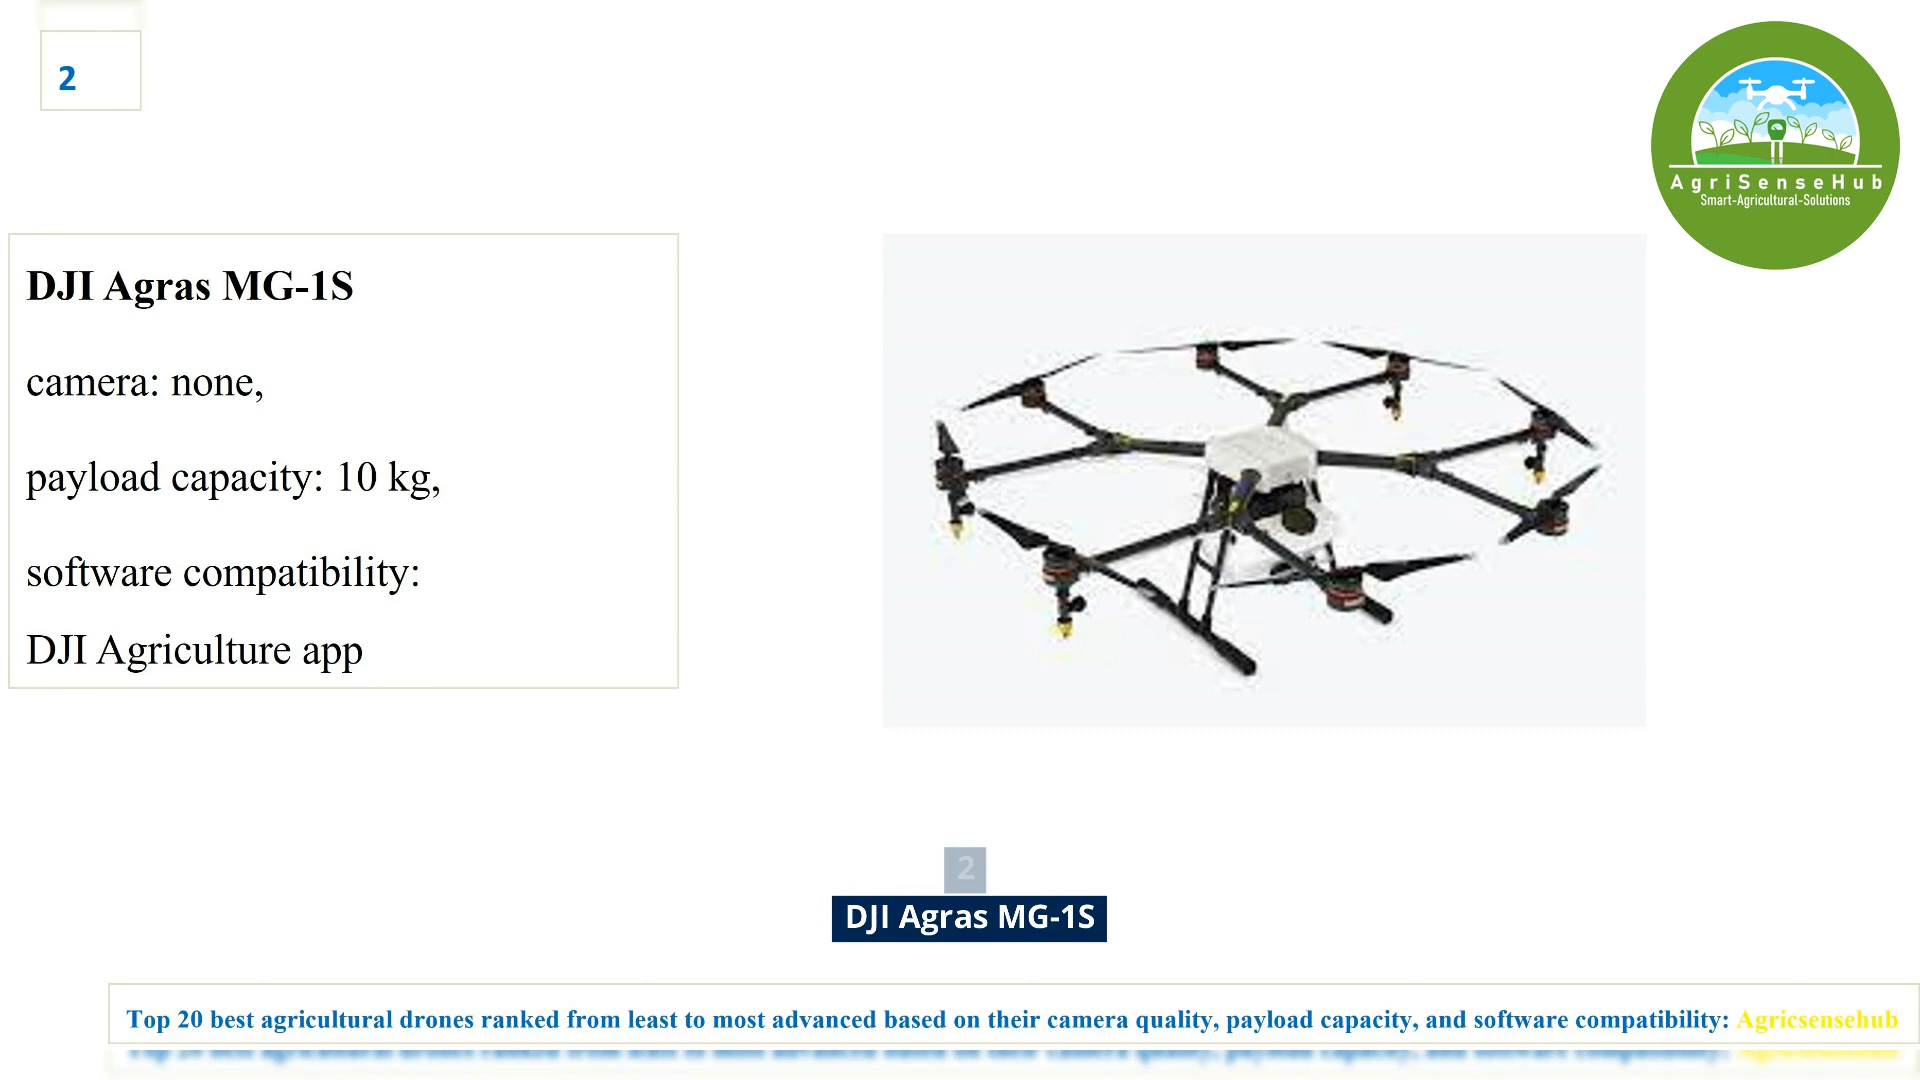 2
AgriSenseHub
Smart-Agricultural-Solutions
DJI Agras MG-1S
camera: none,
payload capacity: 10 kg,
software compatibility:
DJI Agriculture app
2
DJI Agras MG-1S
Top 20 best agricultural drones ranked from least to most advanced based on their camera quality, payload capacity, and software compatibility: Agricsensehub